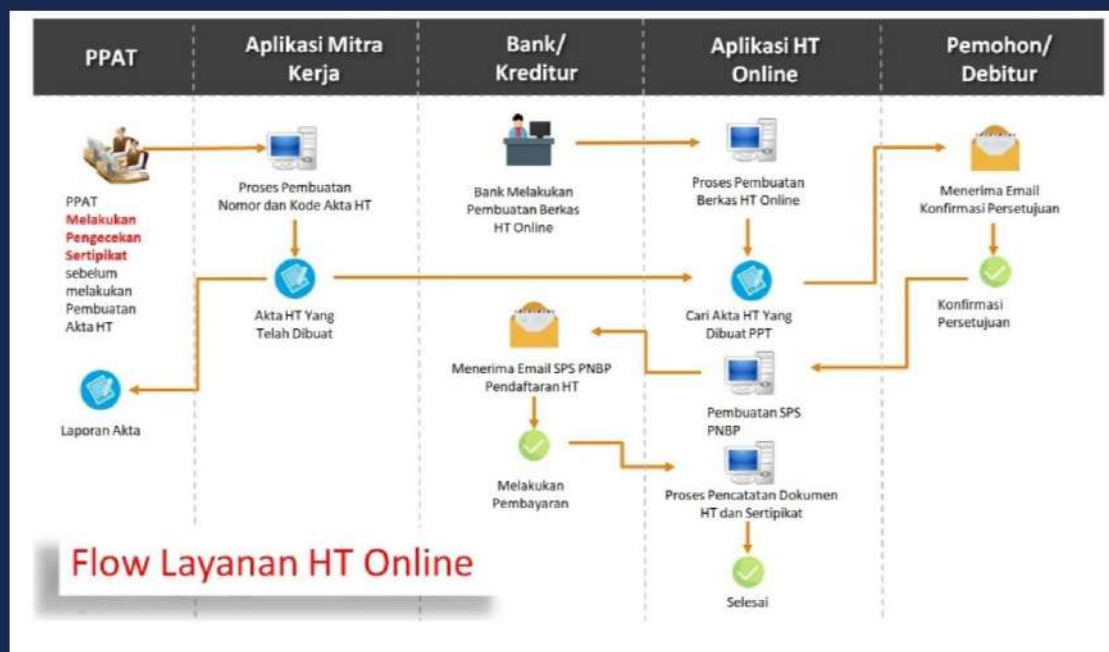 PPAT
Aplikasi Mitra
Kerja
Bank/
Kreditur
Aplikasi HT
Online
Pemohon/
Debitur
PPAT
Melakukan
Pengecekan
Sertipikat
sebelum
melakukan
Pembuatan
Akta HT
Proses Pembuatan
Nomor dan Kode Akta HT
Bank Melakukan
Pembuatan Berkas
HT Online
Proses Pembuatan
Berkas HT Online
Menerima Email
Konfirmasi Persetujuan
Akta HT Yang
Telah Dibuat
Cari Akta HT Yang
Dibuat PPT
Konfirmasi
Persetujuan
Menerima Email SPS PNBP
Pendaftaran HT
Pembuatan SPS
PNBP
Laporan Akta
Melakukan
Pembayaran
Proses Pencatatan Dokumen
HT dan Sertipikat
Selesai
Flow Layanan HT Online